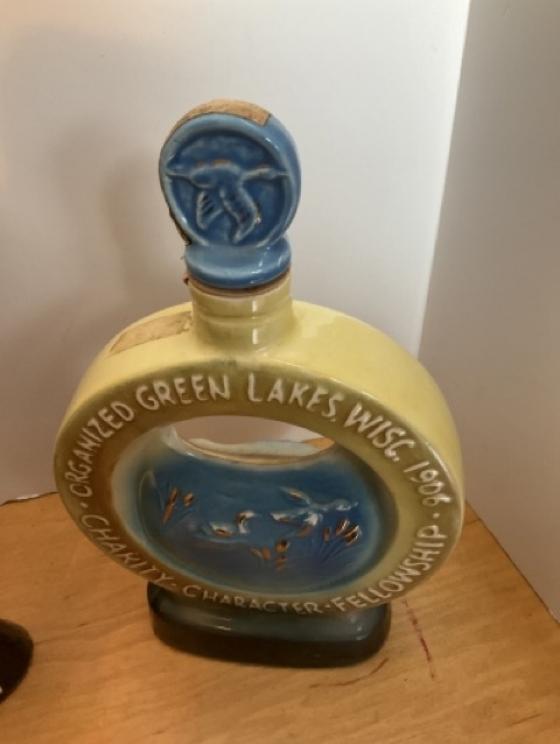 · ORGANIZED GREEN LAKES, WISC. 1906 ·
CHARITY · CHARACTER · FELLOWSHIP